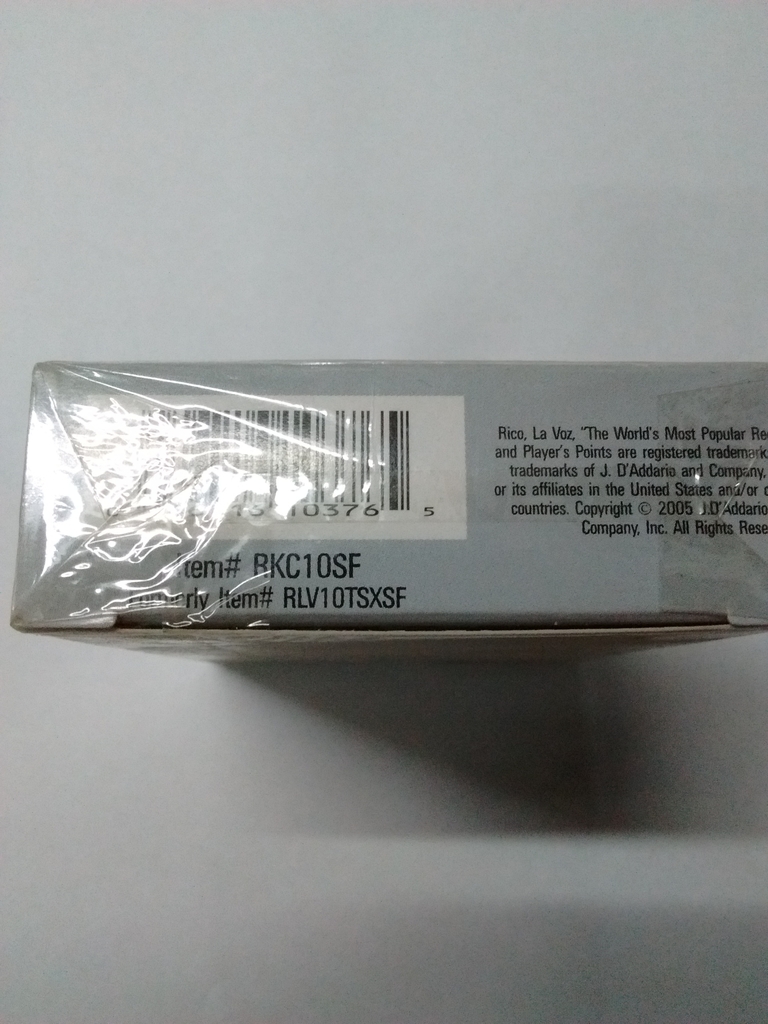 10376 5
Item# RKC10SF
Formerly Item# RLV10TSXSF
Rico, La Voz, "The World's Most Popular
and Player's Points are registered
trademarks of J. D'Addario and Company,
or its affiliates in the United States and/or
countries. Copyright © 2005 J.D'Addario
Company, Inc. All Rights